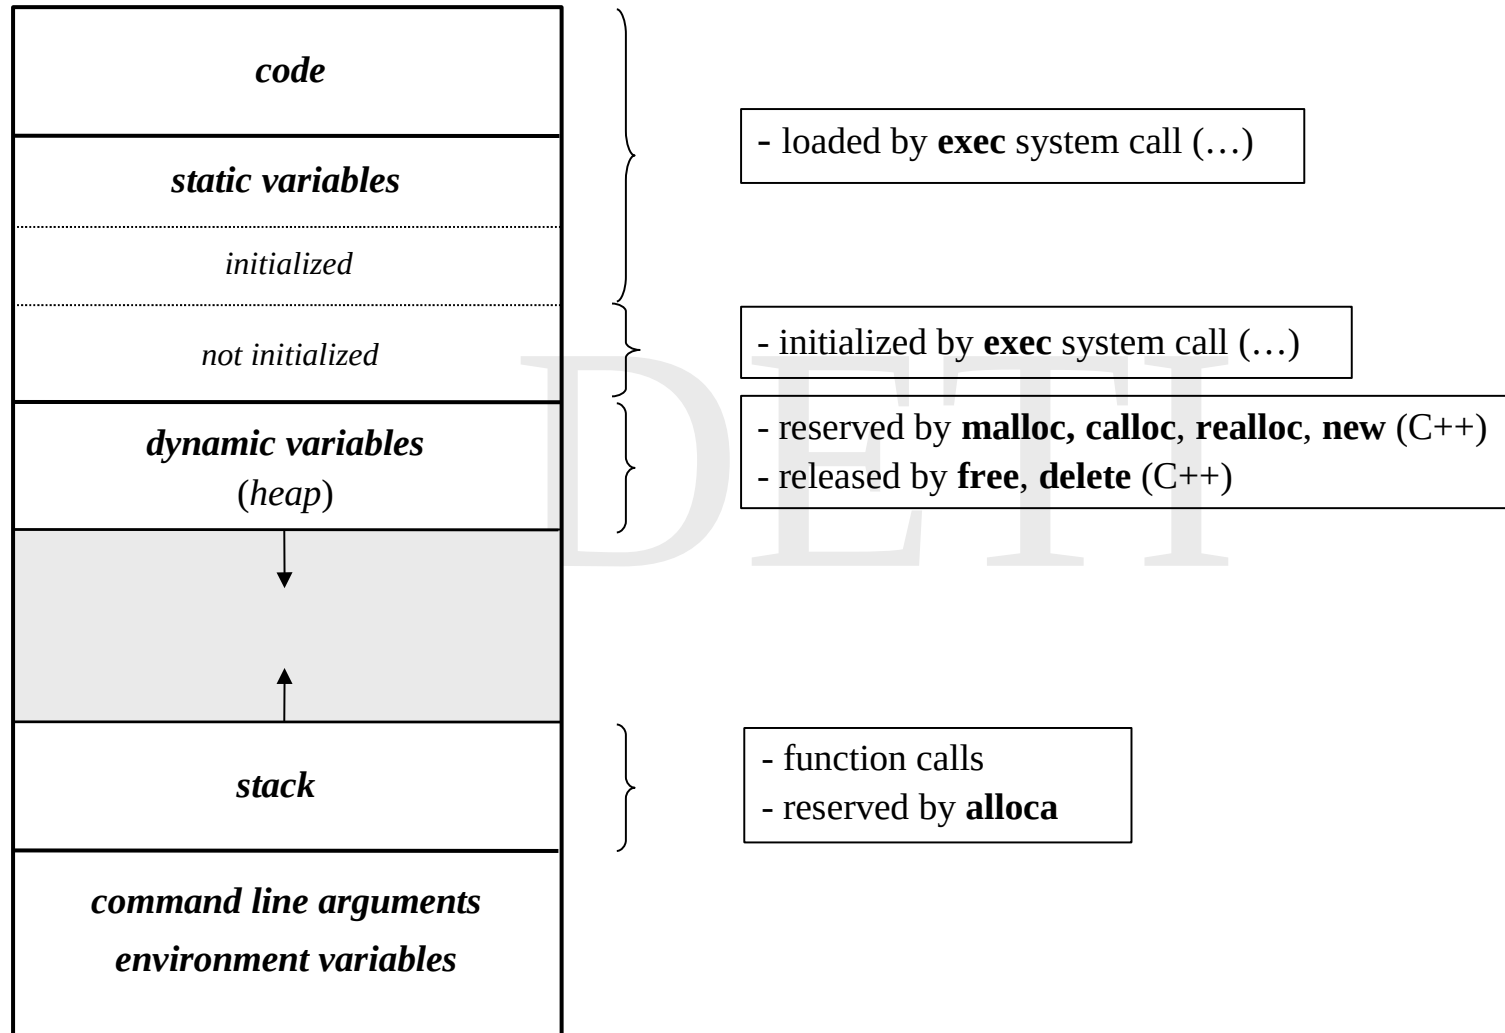 code
- loaded by exec system call (…)
static variables
initialized
not initialized
- initialized by exec system call (…)
dynamic variables
(heap)
- reserved by malloc, calloc, realloc, new (C++)
- released by free, delete (C++)
DETI
stack
- function calls
- reserved by alloca
command line arguments
environment variables